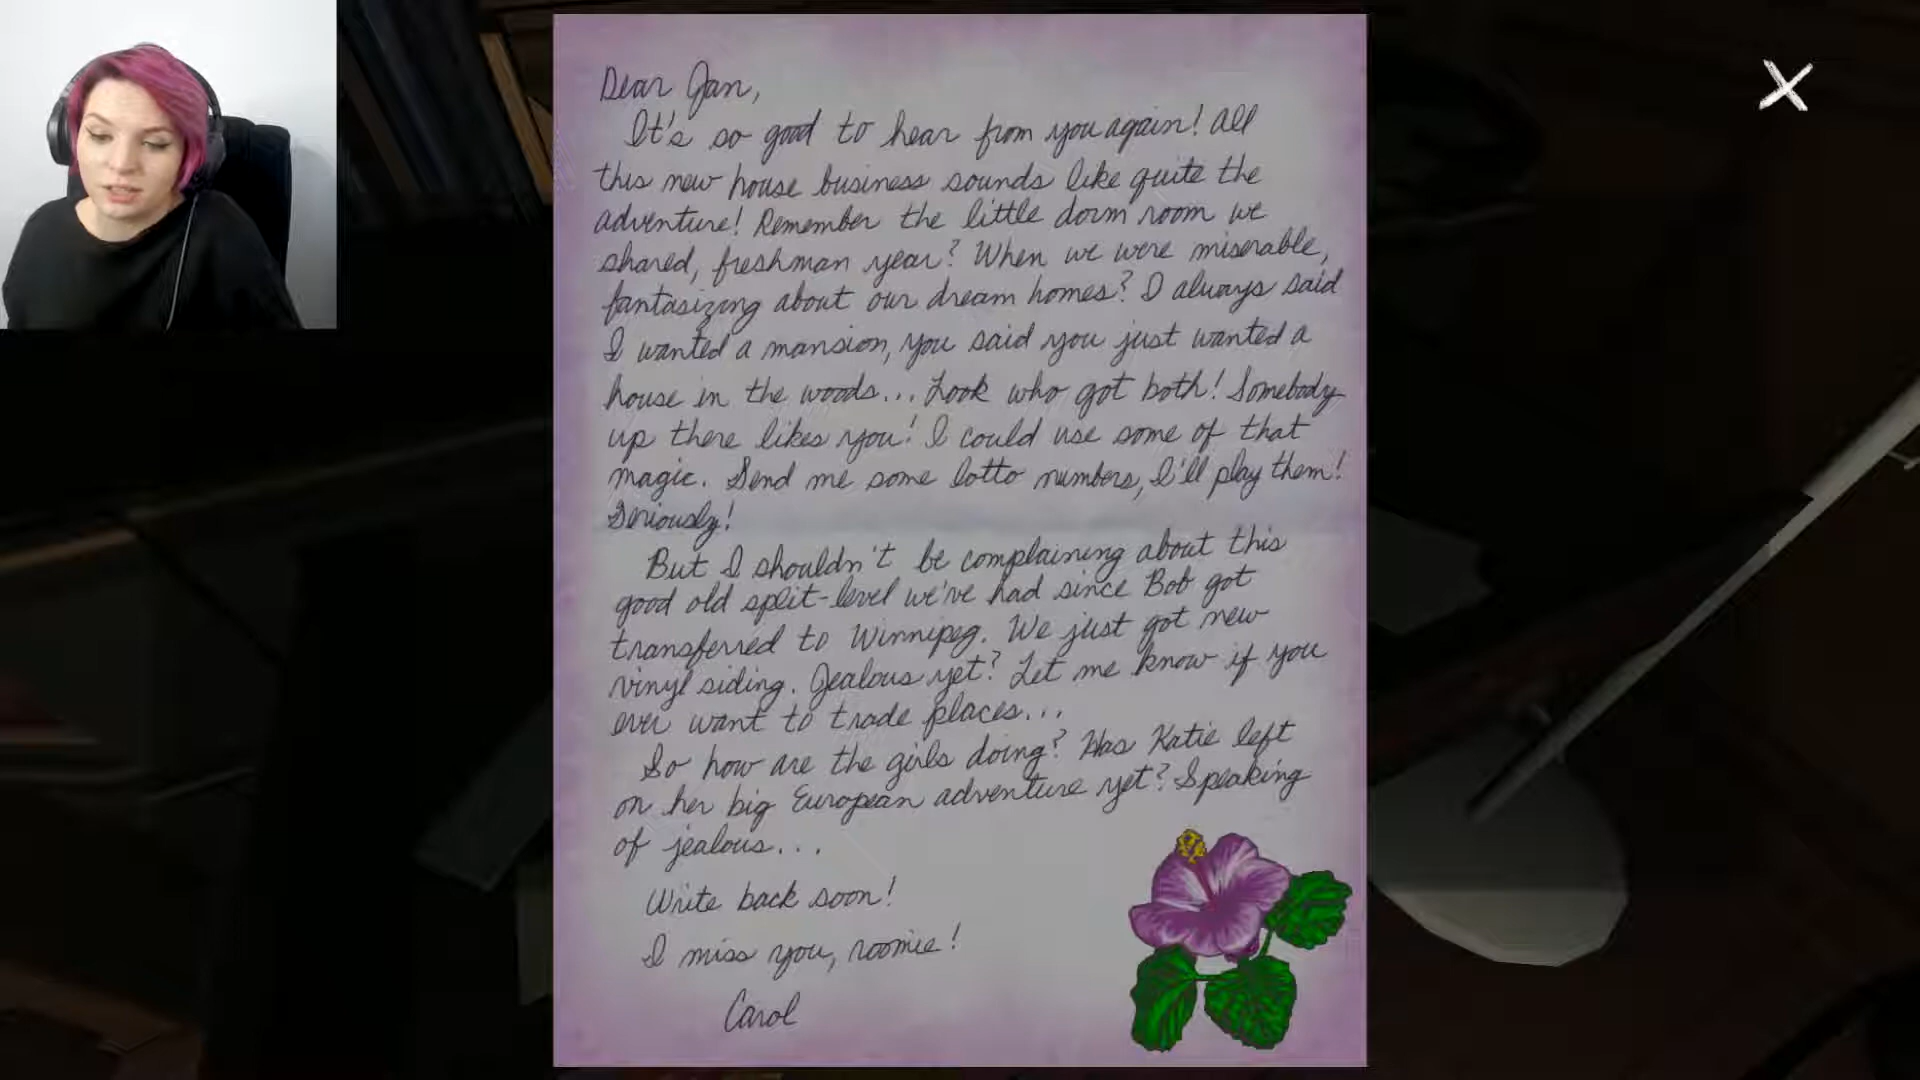 Dear Jan,
It's so good to hear from you again! All
this new house business sounds like quite the
adventure! Remember the little dorm room we
shared, freshman year? When we were miserable,
fantasizing about our dream homes? I always said
I wanted a mansion, you said you just wanted a
house in the woods... Look who got both! Somebody
up there likes you! I could use some of that
magic. Send me some lotto numbers, I'll play them!
Seriously!
But I shouldn't be complaining about this
good old split-level we've had since Bob got
transferred to Winnipeg. We just got new
vinyl siding. Jealous yet? Let me know if you
ever want to trade places...
So how are the girls doing? Has Katie left
on her big European adventure yet? Speaking
of jealous...
Write back soon!
I miss you, roomie!
Carol